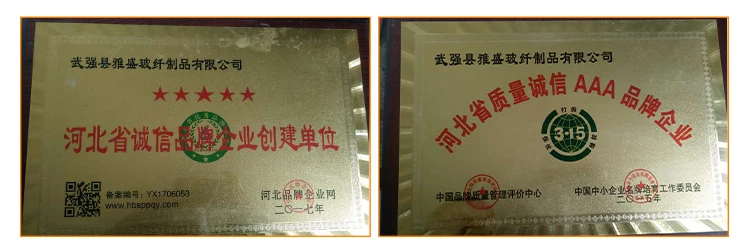 武强县雅盛玻纤制品有限公司
河北省诚信品牌企业创建单位
备案编号：YX1706053
www.hbsppqy.com
河北品牌企业网
二〇一七年
武强县雅盛玻纤制品有限公司
河北省质量诚信AAA品牌企业
打假
3·15
中国品牌质量管理评价中心
中国中小企业名牌培育工作委员会
二〇一五年